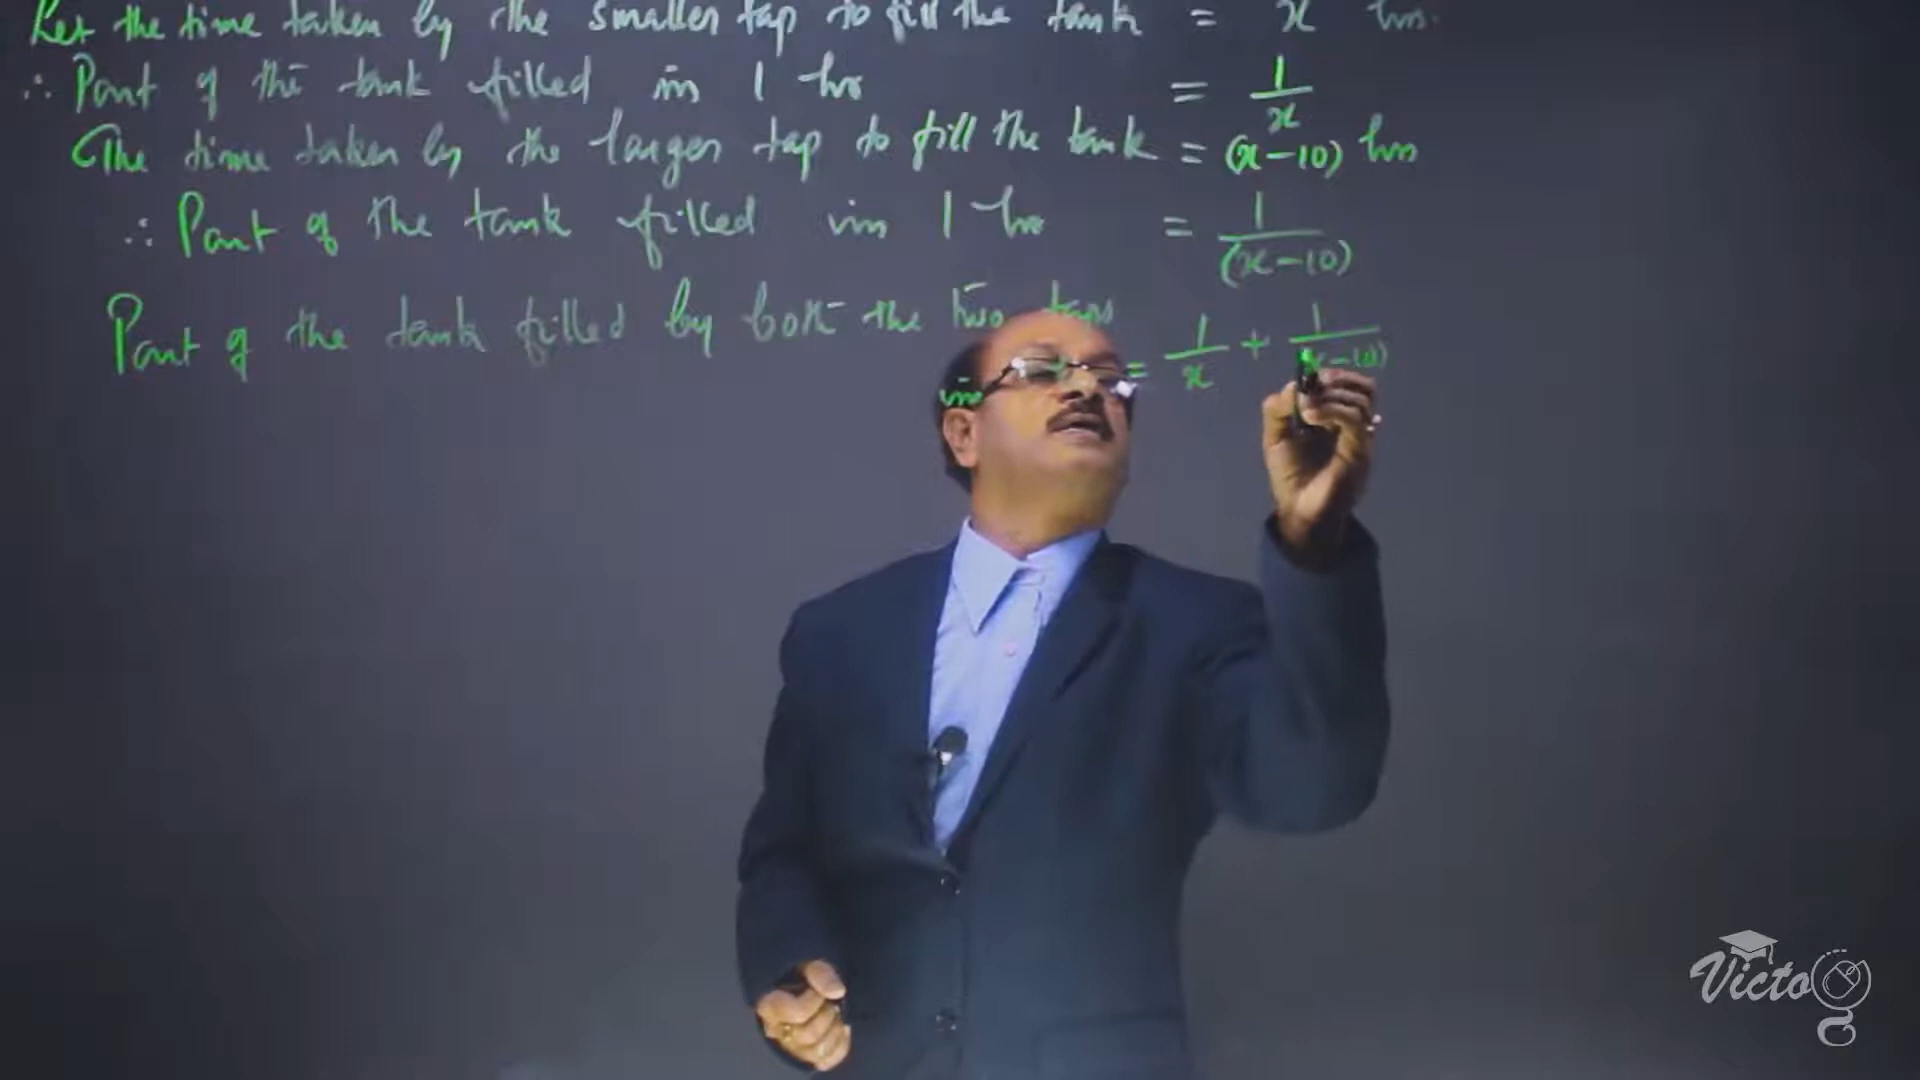 Let the time taken by the smaller tap to fill the tank = x hrs.
∴ Part of the tank filled in 1 hr = 1/x
The time taken by the larger tap to fill the tank = (x-10) hrs
∴ Part of the tank filled in 1 hr = 1/(x-10)
Part of the tank filled by both the two taps
in = 1/x + 1/(x-10)
Victo